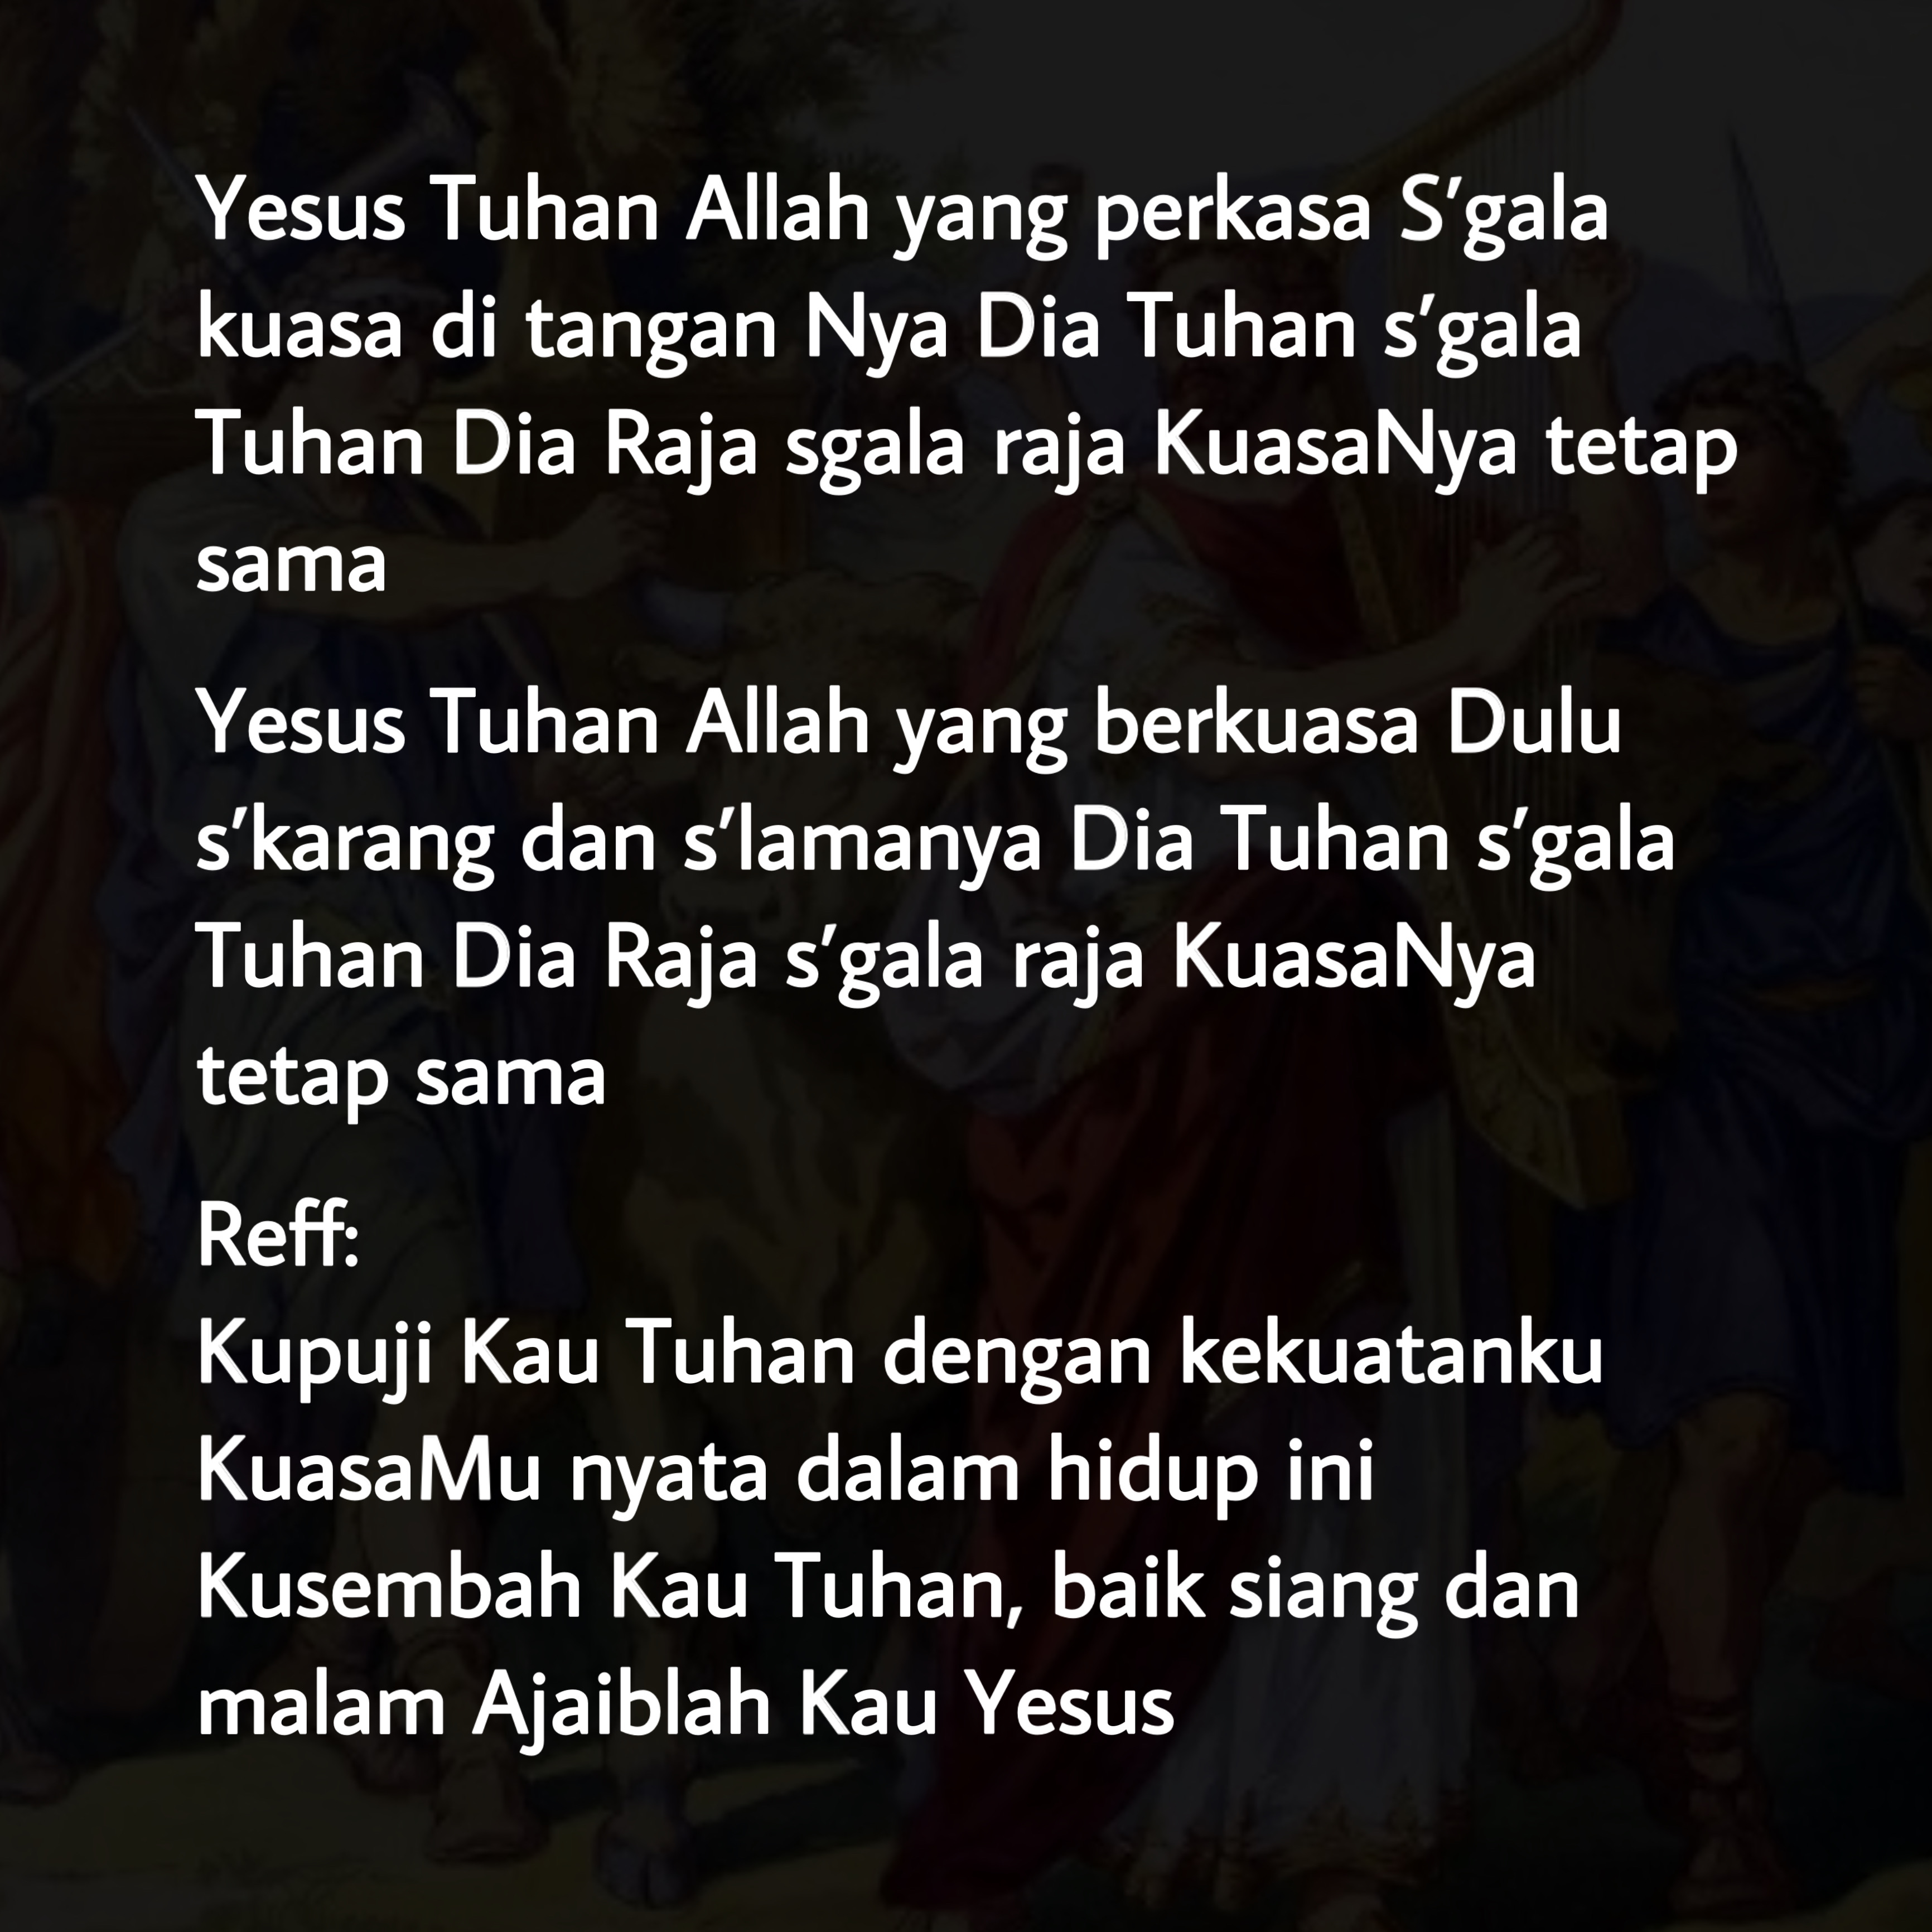 Yesus Tuhan Allah yang perkasa S'gala
kuasa di tangan Nya Dia Tuhan s'gala
Tuhan Dia Raja sgala raja KuasaNya tetap
sama
Yesus Tuhan Allah yang berkuasa Dulu
s'karang dan s'lamanya Dia Tuhan s'gala
Tuhan Dia Raja s'gala raja KuasaNya
tetap sama
Reff:
Kupuji Kau Tuhan dengan kekuatanku
KuasaMu nyata dalam hidup ini
Kusembah Kau Tuhan, baik siang dan
malam Ajaiblah Kau Yesus